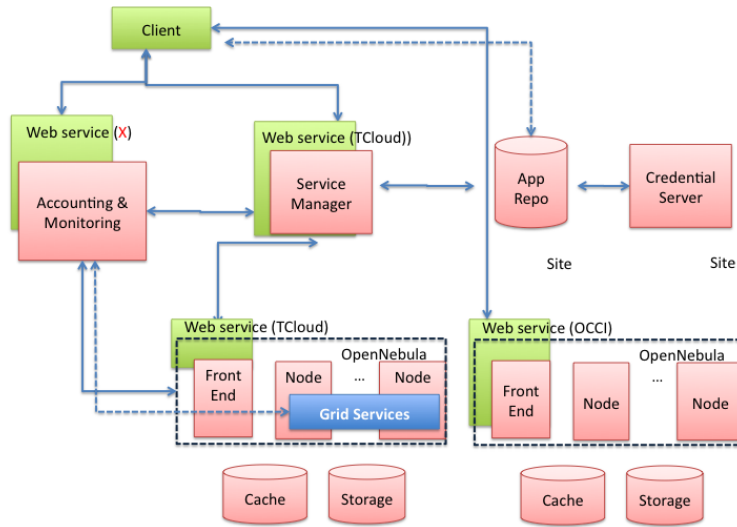 Client
Web service (X)
Accounting &
Monitoring
Web service (TCloud))
Service
Manager
App
Repo
Credential
Server
Site
Site
Web service (TCloud)
OpenNebula
Front
End
Node
...
Node
Grid Services
Cache
Storage
Web service (OCCI)
OpenNebula
Front
End
Node
...
Node
Cache
Storage